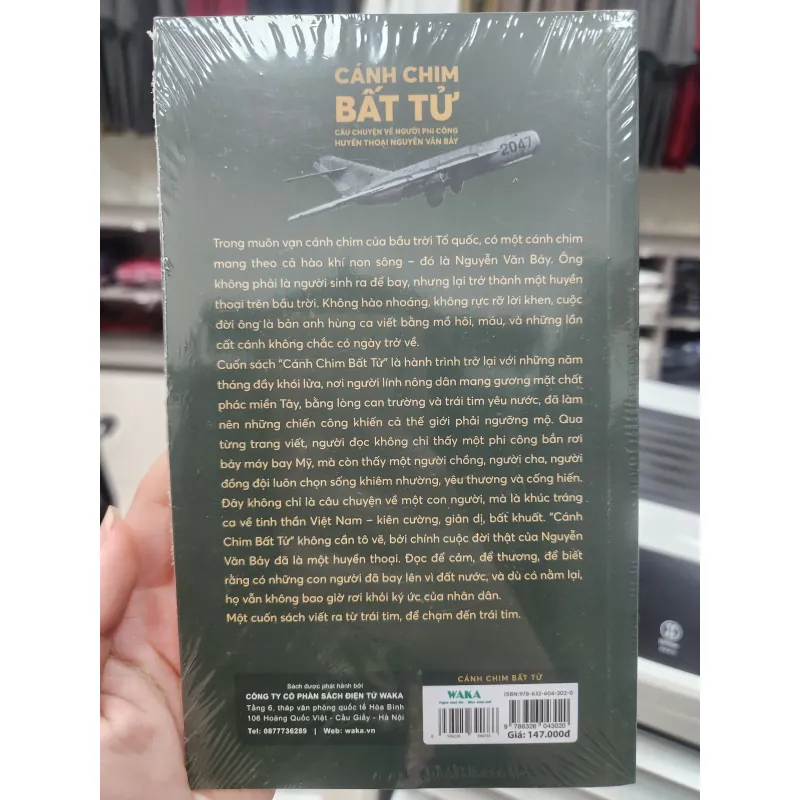 CÁNH CHIM
BẤT TỬ
CÂU CHUYỆN VỀ NGƯỜI PHI CÔNG
HUYỀN THOẠI NGUYỄN VĂN BẢY
2047
Trong muôn vạn cánh chim của bầu trời Tổ quốc, có một cánh chim
mang theo cả hào khí non sông – đó là Nguyễn Văn Bảy. Ông
không phải là người sinh ra để bay, nhưng lại trở thành một huyền
thoại trên bầu trời. Không hào nhoáng, không rực rỡ lời khen, cuộc
đời ông là bản anh hùng ca viết bằng mồ hôi, máu, và những lần
cất cánh không chắc có ngày trở về.
Cuốn sách "Cánh Chim Bất Tử" là hành trình trở lại với những năm
tháng đầy khói lửa, nơi người lính nông dân mang gương mặt chất
phác miền Tây, bằng lòng can trường và trái tim yêu nước, đã làm
nên những chiến công khiến cả thế giới phải ngưỡng mộ. Qua
từng trang viết, người đọc không chỉ thấy một phi công bắn rơi
bảy máy bay Mỹ, mà còn thấy một người chồng, người cha, người
đồng đội luôn chọn sống khiêm nhường, yêu thương và cống hiến.
Đây không chỉ là câu chuyện về một con người, mà là khúc tráng
ca về tinh thần Việt Nam – kiên cường, giản dị, bất khuất. "Cánh
Chim Bất Tử" không cần tô vẽ, bởi chính cuộc đời thật của Nguyễn
Văn Bảy đã là một huyền thoại. Đọc để cảm, để thương, để biết
rằng có những con người đã bay lên vì đất nước, và dù có nằm lại,
họ vẫn không bao giờ rơi khỏi ký ức của nhân dân.
Một cuốn sách viết ra từ trái tim, để chạm đến trái tim.
Sách được phát hành bởi
CÔNG TY CỔ PHẦN SÁCH ĐIỆN TỬ WAKA
Tầng 6, tháp văn phòng quốc tế Hòa Bình
106 Hoàng Quốc Việt - Cầu Giấy - Hà Nội
Tel: 0877736289 | Web: waka.vn
CÁNH CHIM BẤT TỬ
WAKA
ISBN:978-632-604-302-0
9 786326 043020
Giá: 147.000đ